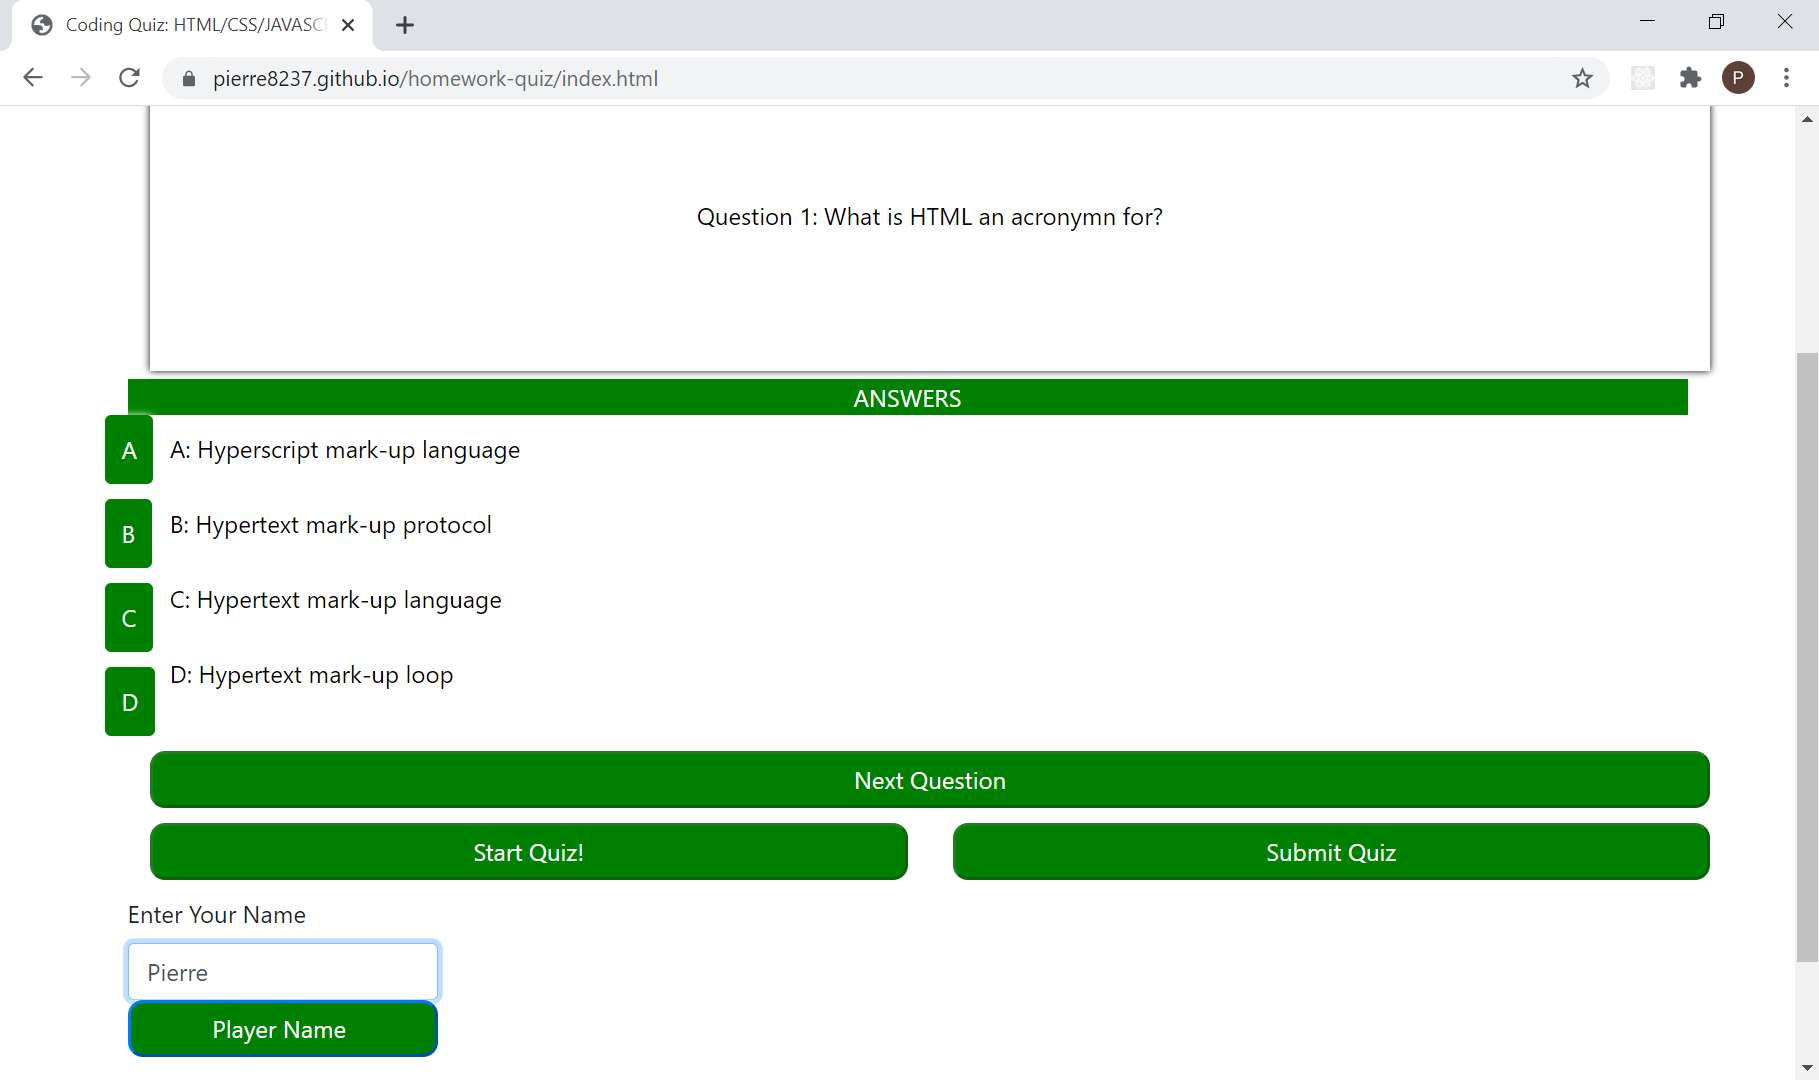 Coding Quiz: HTML/CSS/JAVASC
pierre8237.github.io/homework-quiz/index.html
P
Question 1: What is HTML an acronymn for?
ANSWERS
A A: Hyperscript mark-up language
B B: Hypertext mark-up protocol
C C: Hypertext mark-up language
D D: Hypertext mark-up loop
Next Question
Start Quiz! Submit Quiz
Enter Your Name
Pierre
Player Name